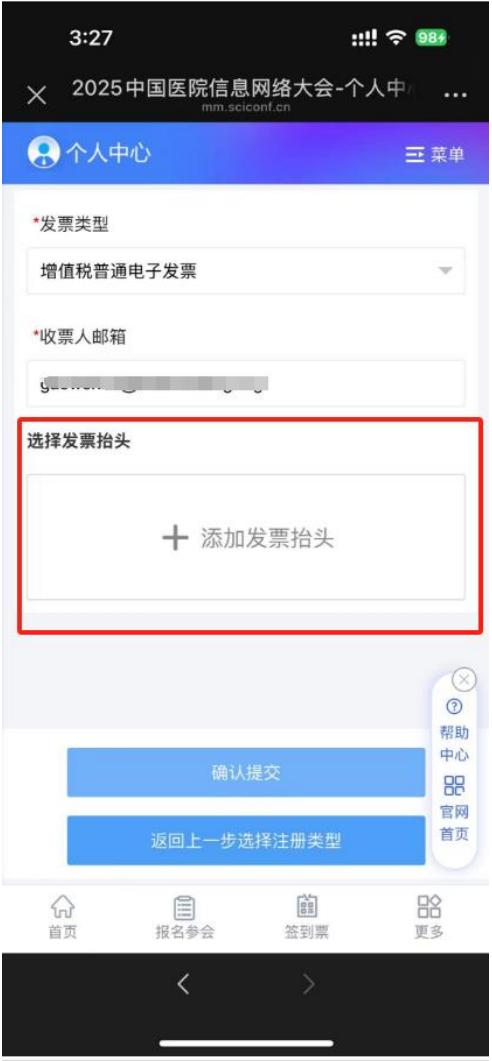 3:27
98
2025中国医院信息网络大会-个人中
mm.sciconf.cn
个人中心
菜单
*发票类型
增值税普通电子发票
*收票人邮箱
选择发票抬头
添加发票抬头
帮助
中心
官网
首页
确认提交
返回上一步选择注册类型
首页
报名参会
签到票
更多